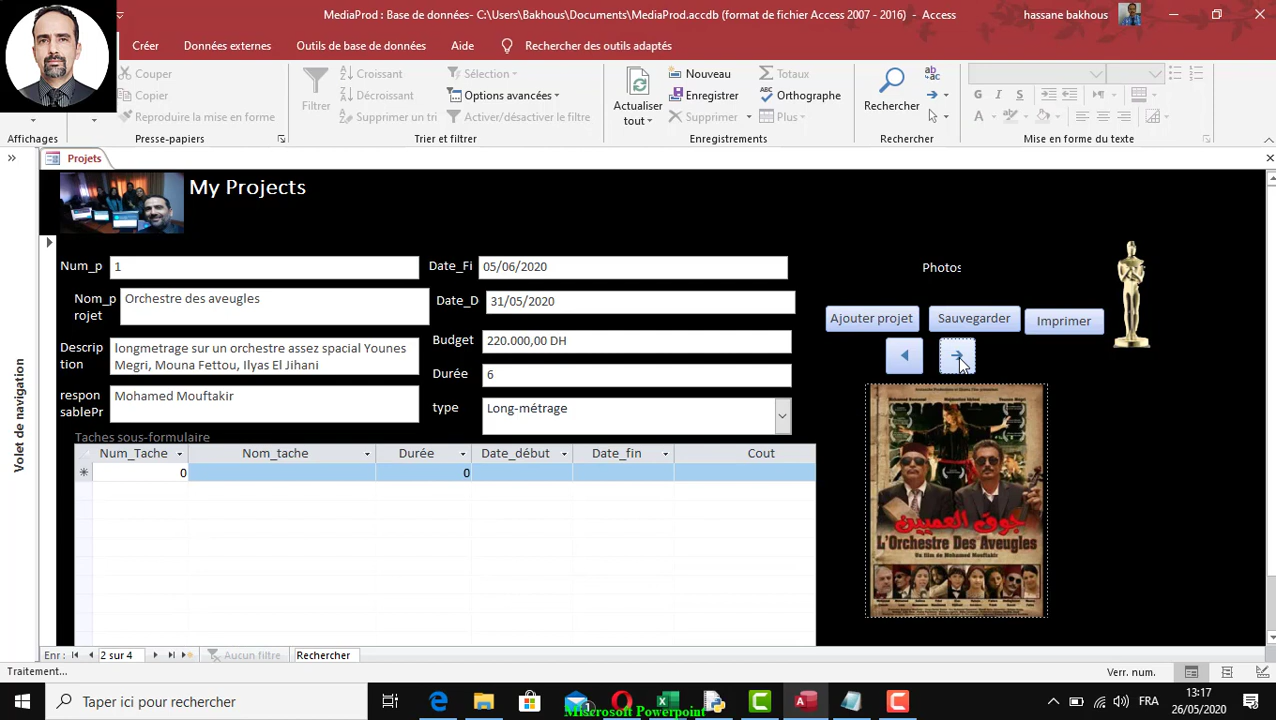 MediaProd : Base de données- C:\Users\Bakhous\Documents\MediaProd.accdb (format de fichier Access 2007 - 2016) - Access
hassane bakhous
Créer
Données externes
Outils de base de données
Aide
Rechercher des outils adaptés
Couper
Copier
Reproduire la mise en forme
Filtrer
Croissant
Décroissant
Sélection
Options avancées
Activer/désactiver le filtre
Actualiser
tout
Nouveau
Enregistrer
Supprimer
Totaux
Orthographe
Plus
Rechercher
G I S
Affichages
Presse-papiers
Trier et filtrer
Enregistrements
Rechercher
Mise en forme du texte
Projets
My Projects
Volet de navigation
Num_p
1
Date_Fi
05/06/2020
Photos
Nom_p
rojet
Orchestre des aveugles
Date_D
31/05/2020
Ajouter projet
Sauvegarder
Imprimer
Descrip
tion
longmetrage sur un orchestre assez spacial Younes
Megri, Mouna Fettou, Ilyas El Jihani
Budget
220.000,00 DH
Durée
6
respon
sablePr
Mohamed Mouftakir
type
Long-métrage
Taches sous-formulaire
Num_Tache
Nom_tache
Durée
Date_début
Date_fin
Cout
0
0
جوق العميين
L'Orchestre Des Aveugles
Un film de Mohamed Mouftakir
Enr :
2 sur 4
Aucun filtre
Rechercher
Traitement...
Verr. num.
Taper ici pour rechercher
Miscrosoft Powerpoint
FRA
13:17
26/05/2020